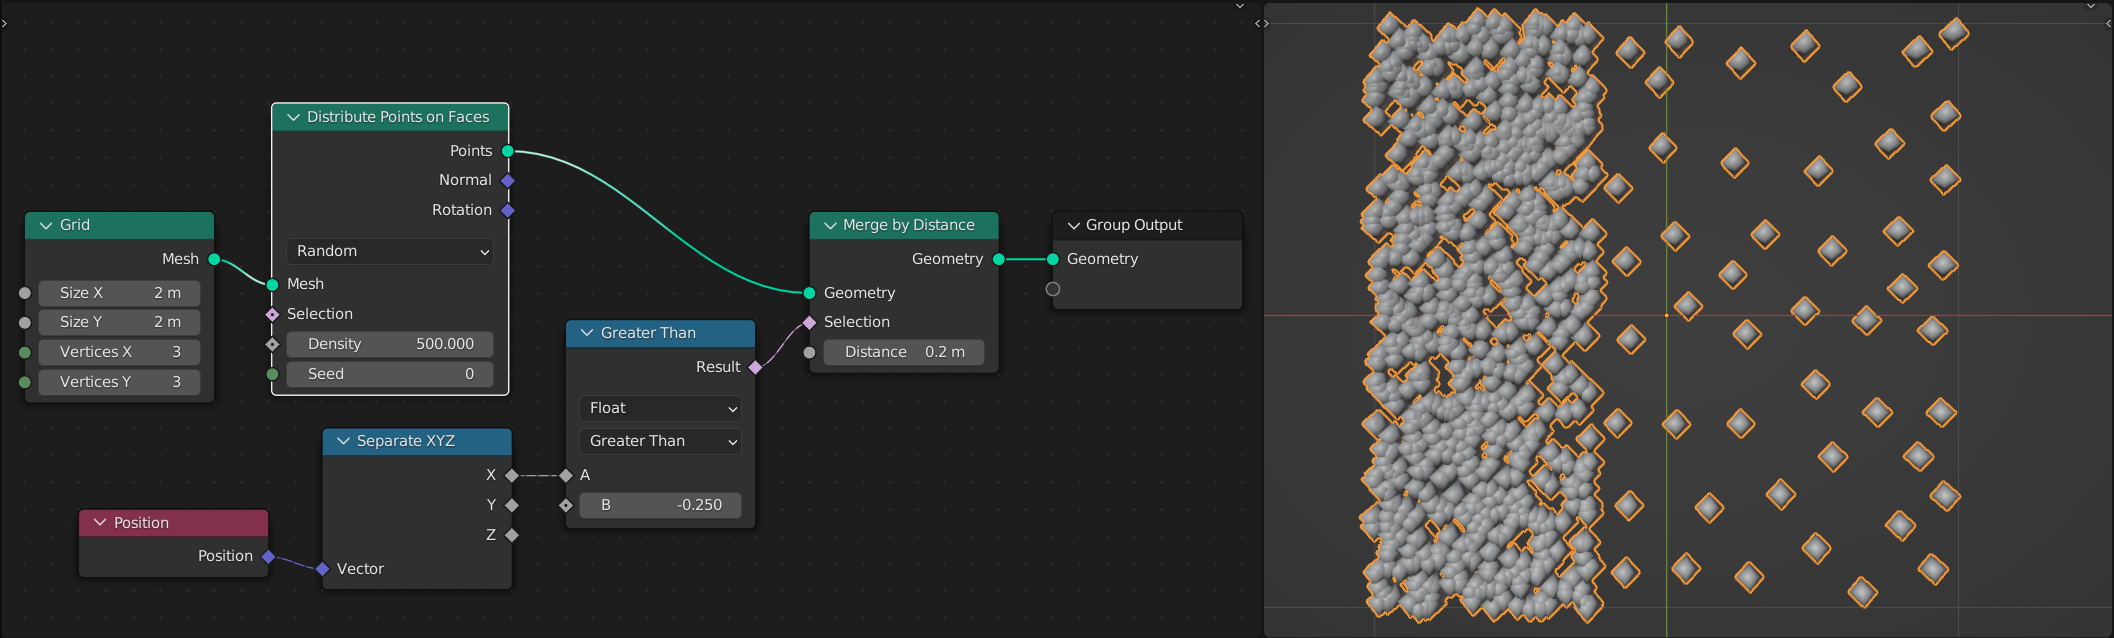 Grid
Mesh
Size X 2 m
Size Y 2 m
Vertices X 3
Vertices Y 3
Distribute Points on Faces
Points
Normal
Rotation
Random
Mesh
Selection
Density 500.000
Seed 0
Position
Position
Separate XYZ
X
Y
Z
Vector
Greater Than
Result
Float
Greater Than
A
B -0.250
Merge by Distance
Geometry
Geometry
Selection
Distance 0.2 m
Group Output
Geometry